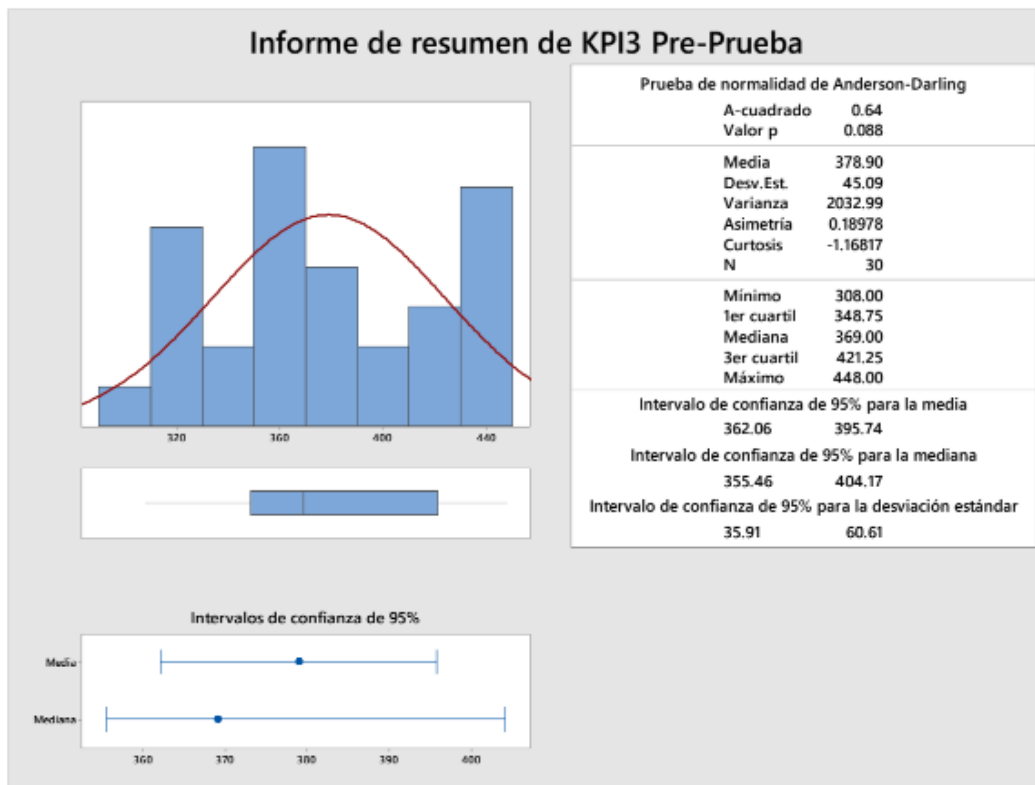 Informe de resumen de KPI3 Pre-Prueba
Prueba de normalidad de Anderson-Darling
A-cuadrado 0.64
Valor p 0.088
Media 378.90
Desv.Est. 45.09
Varianza 2032.99
Asimetría 0.18978
Curtosis -1.16817
N 30
Mínimo 308.00
1er cuartil 348.75
Mediana 369.00
3er cuartil 421.25
Máximo 448.00
Intervalo de confianza de 95% para la media
362.06 395.74
Intervalo de confianza de 95% para la mediana
355.46 404.17
Intervalo de confianza de 95% para la desviación estándar
35.91 60.61
320 360 400 440
Intervalos de confianza de 95%
Media
Mediana
360 370 380 390 400